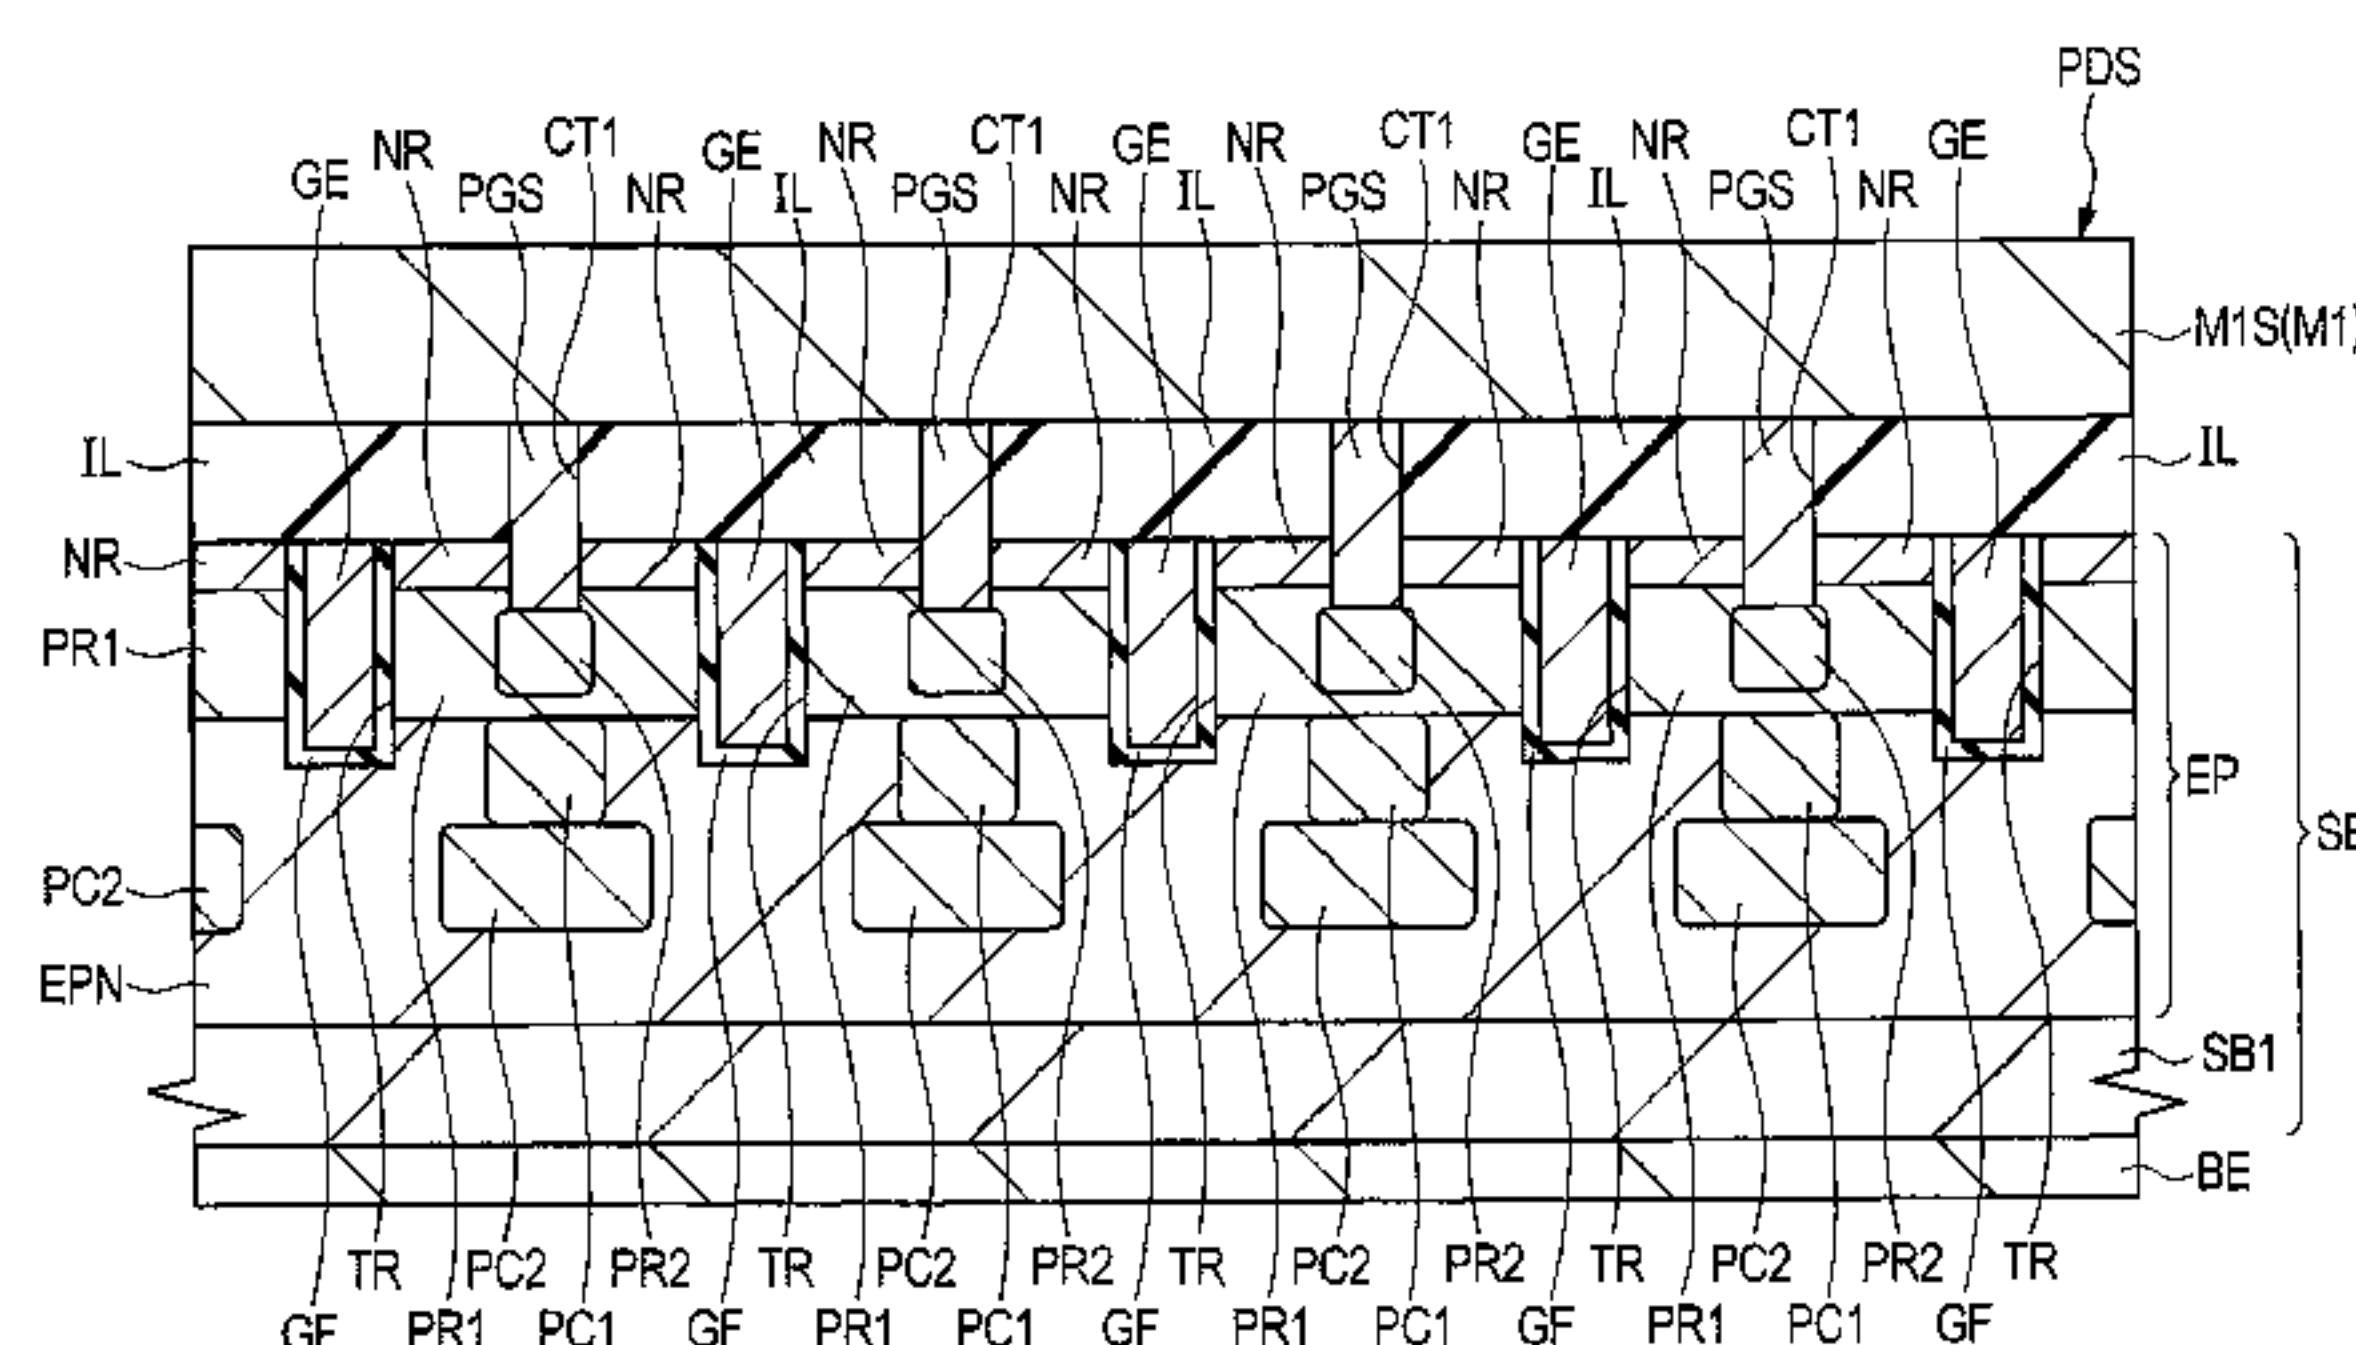 PDS
GE NR CT1 GE NR CT1 GE NR CT1 GE NR CT1 GE
PGS NR IL PGS NR IL PGS NR IL PGS NR
M1S(M1)
IL IL
NR
PR1
EP
PC2
EPN
SB1
BE
TR PC2 PR2 TR PC2 PR2 TR PC2 PR2 TR PC2 PR2 TR
GF PR1 PC1 GF PR1 PC1 GF PR1 PC1 GF PR1 PC1 GF